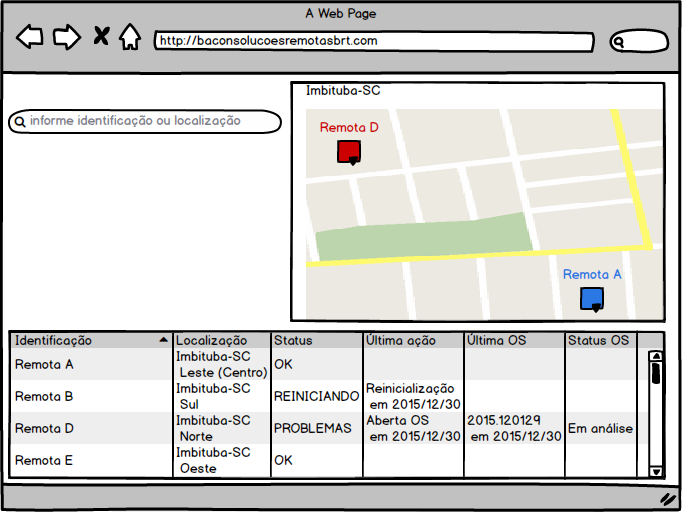 A Web Page
http://baconsolucoesremotasbrt.com
informe identificação ou localização
Imbituba-SC
Remota D
Remota A
Identificação Localização Status Última ação Última OS Status OS
Remota A Imbituba-SC Leste (Centro) OK
Remota B Imbituba-SC Sul REINICIANDO Reinicialização em 2015/12/30
Remota D Imbituba-SC Norte PROBLEMAS Aberta OS em 2015/12/30 2015.120129 em 2015/12/30 Em análise
Remota E Imbituba-SC Oeste OK